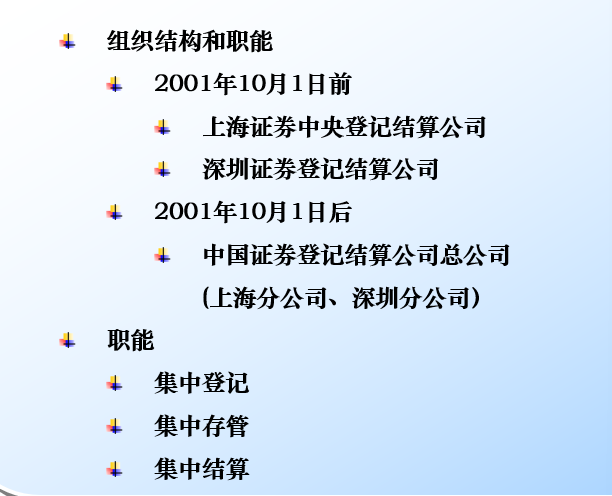 组织结构和职能
2001年10月1日前
上海证券中央登记结算公司
深圳证券登记结算公司
2001年10月1日后
中国证券登记结算公司总公司
(上海分公司、深圳分公司）
职能
集中登记
集中存管
集中结算